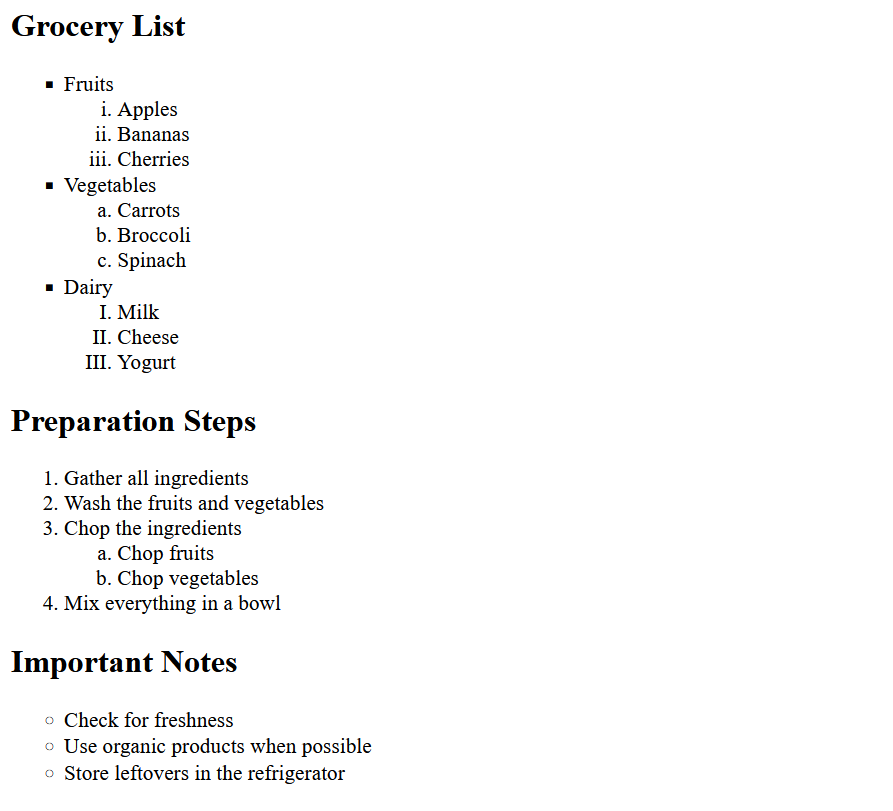 Grocery List
▪ Fruits
i. Apples
ii. Bananas
iii. Cherries
▪ Vegetables
a. Carrots
b. Broccoli
c. Spinach
▪ Dairy
I. Milk
II. Cheese
III. Yogurt
Preparation Steps
1. Gather all ingredients
2. Wash the fruits and vegetables
3. Chop the ingredients
a. Chop fruits
b. Chop vegetables
4. Mix everything in a bowl
Important Notes
○ Check for freshness
○ Use organic products when possible
○ Store leftovers in the refrigerator